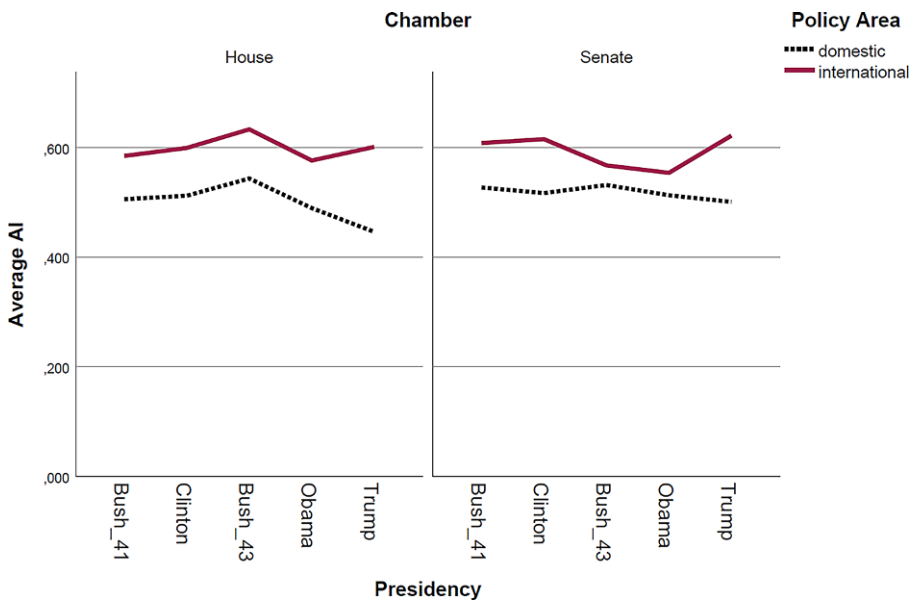 Chamber
Policy Area
House
Senate
domestic
international
,600
,400
,200
,000
Average AI
Bush_41
Clinton
Bush_43
Obama
Trump
Bush_41
Clinton
Bush_43
Obama
Trump
Presidency